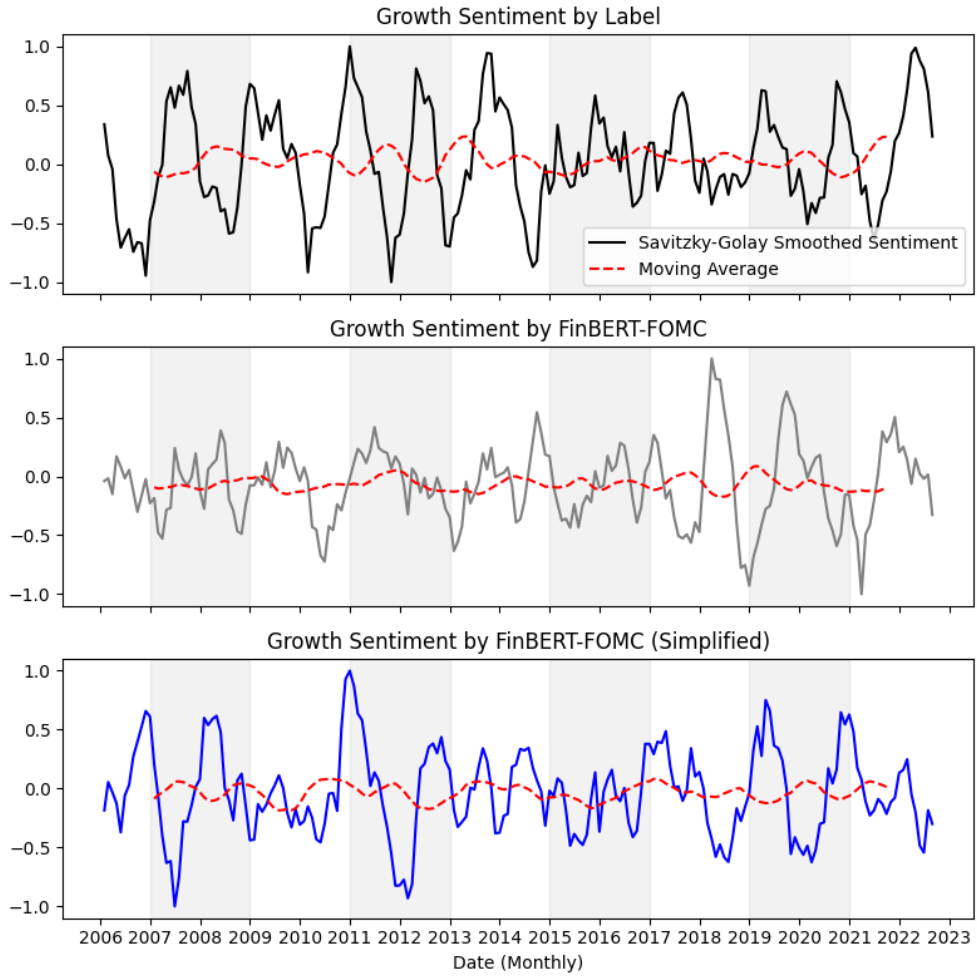 Growth Sentiment by Label
1.0
0.5
0.0
−0.5
−1.0
Savitzky-Golay Smoothed Sentiment
Moving Average
Growth Sentiment by FinBERT-FOMC
1.0
0.5
0.0
−0.5
−1.0
Growth Sentiment by FinBERT-FOMC (Simplified)
1.0
0.5
0.0
−0.5
−1.0
2006 2007 2008 2009 2010 2011 2012 2013 2014 2015 2016 2017 2018 2019 2020 2021 2022 2023
Date (Monthly)